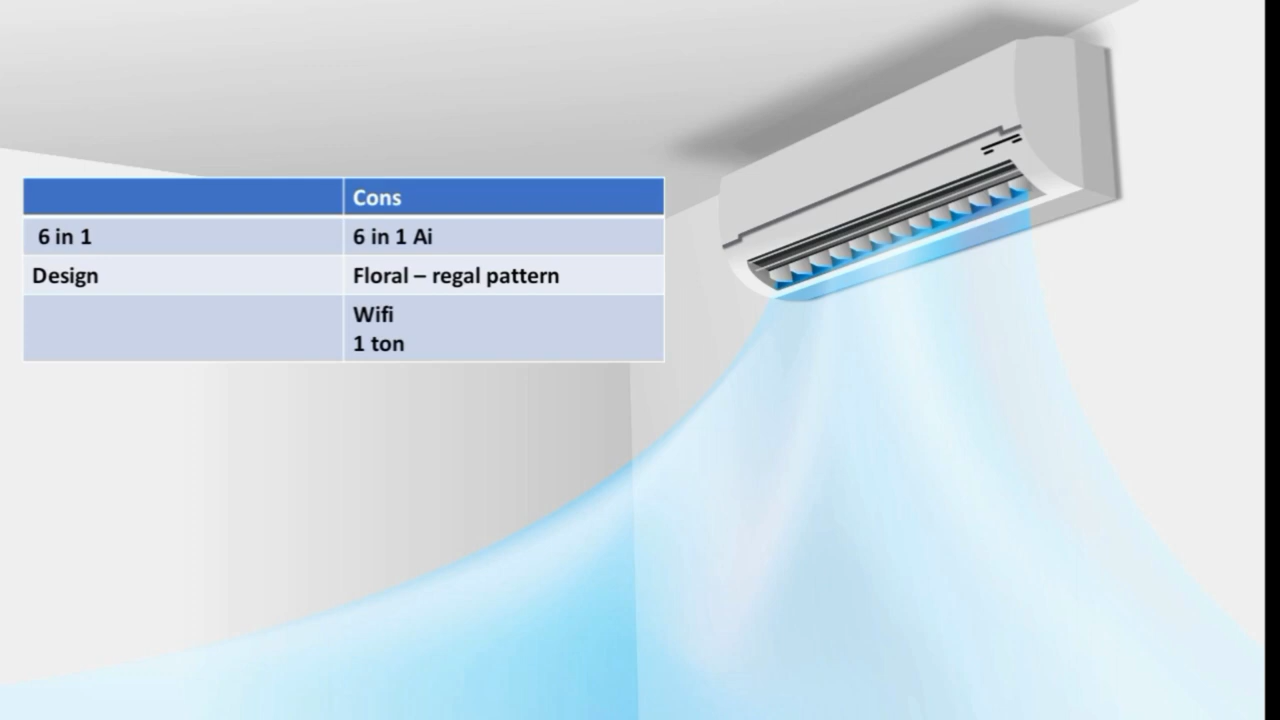 Cons
6 in 1
6 in 1 Ai
Design
Floral – regal pattern
Wifi
1 ton